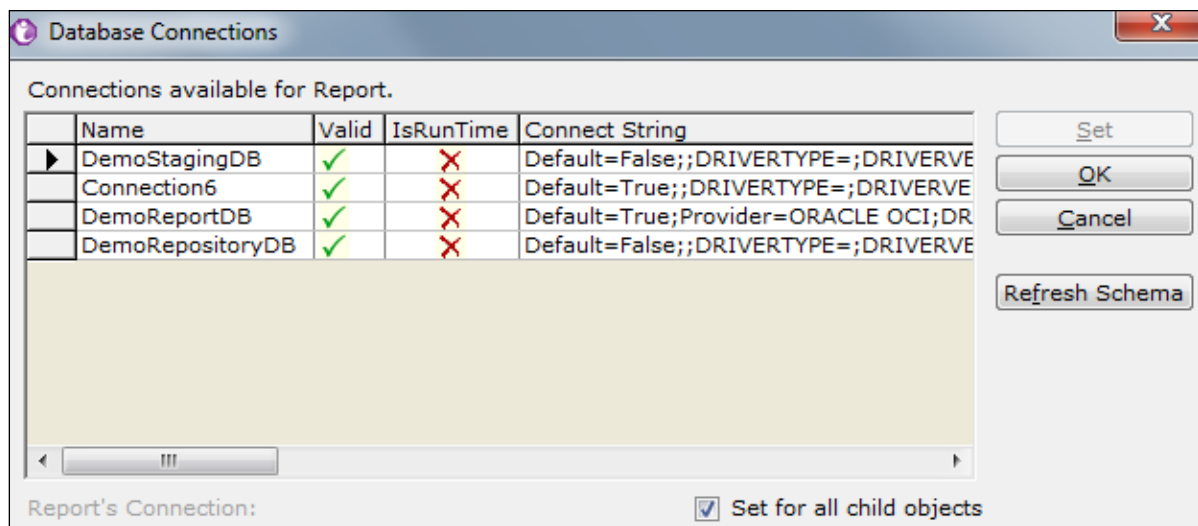 Database Connections
Connections available for Report.
Name Valid IsRunTime Connect String
DemoStagingDB Default=False;;DRIVERTYPE=;DRIVERVE
Connection6 Default=True;;DRIVERTYPE=;DRIVERVE
DemoReportDB Default=True;Provider=ORACLE OCI;DR
DemoRepositoryDB Default=False;;DRIVERTYPE=;DRIVERVE
Set
OK
Cancel
Refresh Schema
Report's Connection:
Set for all child objects